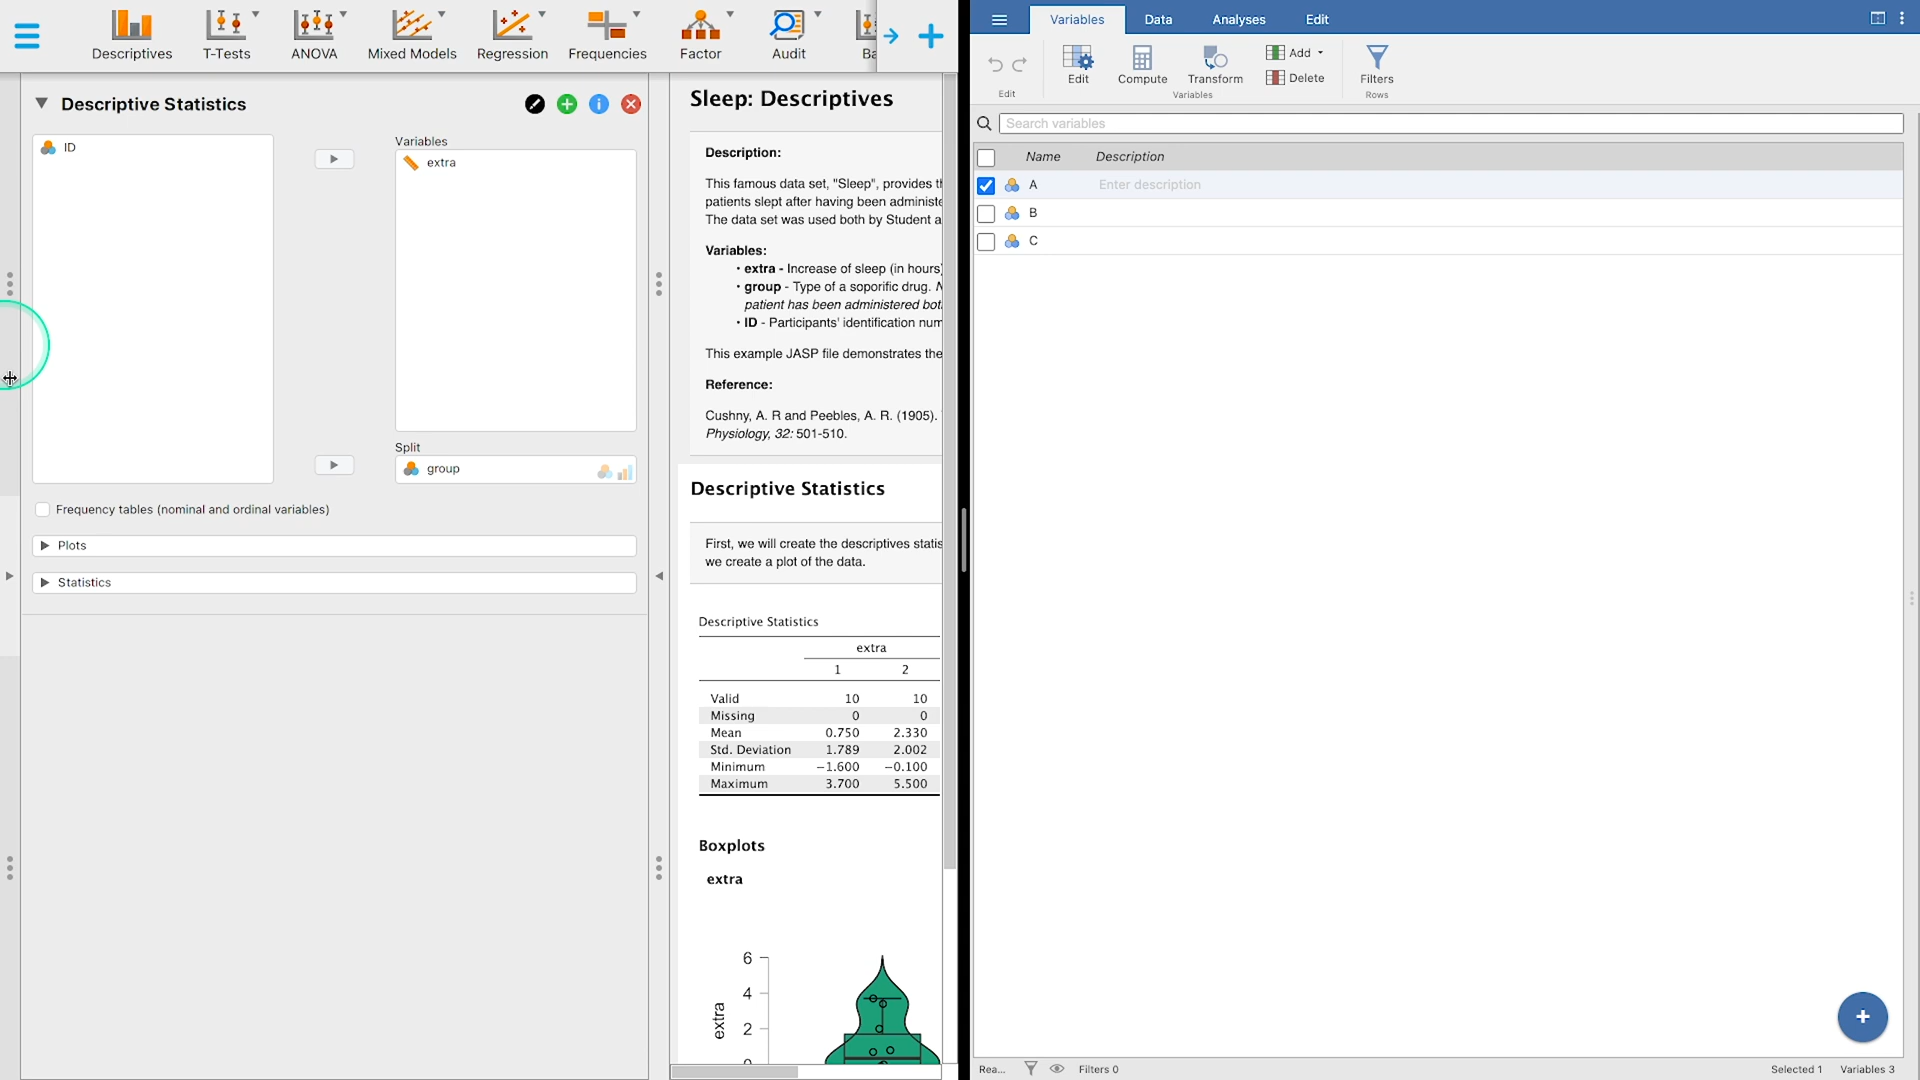 Descriptives
T-Tests
ANOVA
Mixed Models
Regression
Frequencies
Factor
Audit
Ba
Descriptive Statistics
ID
Variables
extra
Split
group
Frequency tables (nominal and ordinal variables)
Plots
Statistics
Sleep: Descriptives
Description:
This famous data set, "Sleep", provides t
patients slept after having been administe
The data set was used both by Student a
Variables:
• extra - Increase of sleep (in hours)
• group - Type of a soporific drug.
patient has been administered bot
• ID - Participants' identification num
This example JASP file demonstrates the
Reference:
Cushny, A. R and Peebles, A. R. (1905).
Physiology, 32: 501-510.
Descriptive Statistics
First, we will create the descriptives statis
we create a plot of the data.
Descriptive Statistics
extra
1 2
Valid 10 10
Missing 0 0
Mean 0.750 2.330
Std. Deviation 1.789 2.002
Minimum −1.600 −0.100
Maximum 3.700 5.500
Boxplots
extra
6
4
2
0
extra
Variables
Data
Analyses
Edit
Edit
Compute
Transform
Add
Delete
Filters
Edit
Variables
Rows
Search variables
Name Description
A Enter description
B
C
+
Rea...
Filters 0
Selected 1
Variables 3